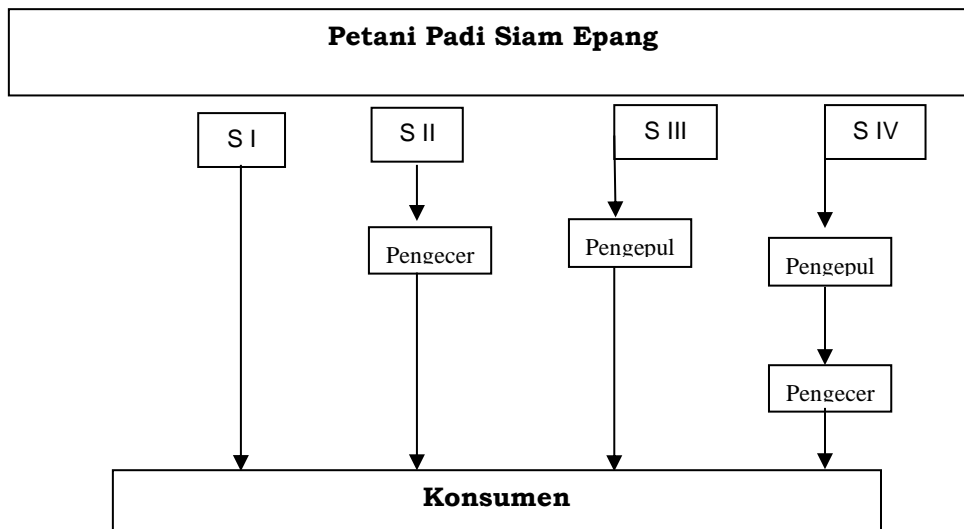 Petani Padi Siam Epang
S I
S II
S III
S IV
Pengecer
Pengepul
Pengepul
Pengecer
Konsumen